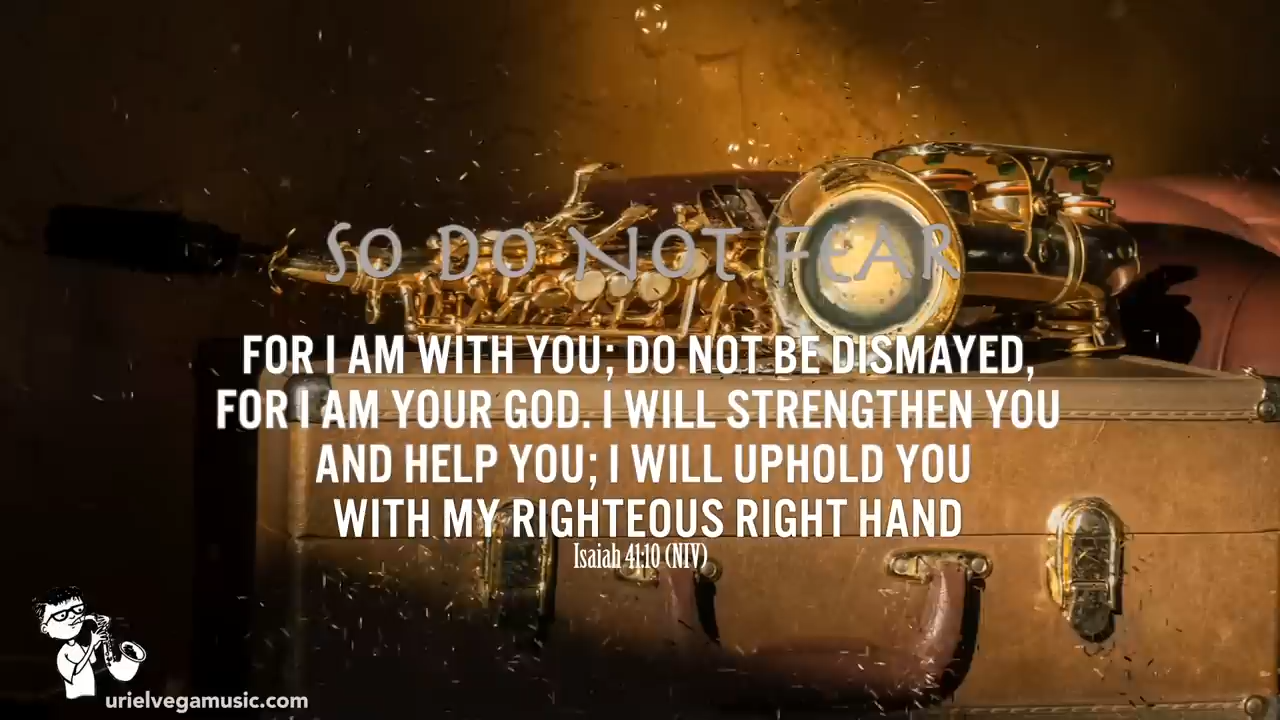 SO DO NOT FEAR
FOR I AM WITH YOU; DO NOT BE DISMAYED,
FOR I AM YOUR GOD. I WILL STRENGTHEN YOU
AND HELP YOU; I WILL UPHOLD YOU
WITH MY RIGHTEOUS RIGHT HAND
Isaiah 41:10 (NIV)
urielvegamusic.com